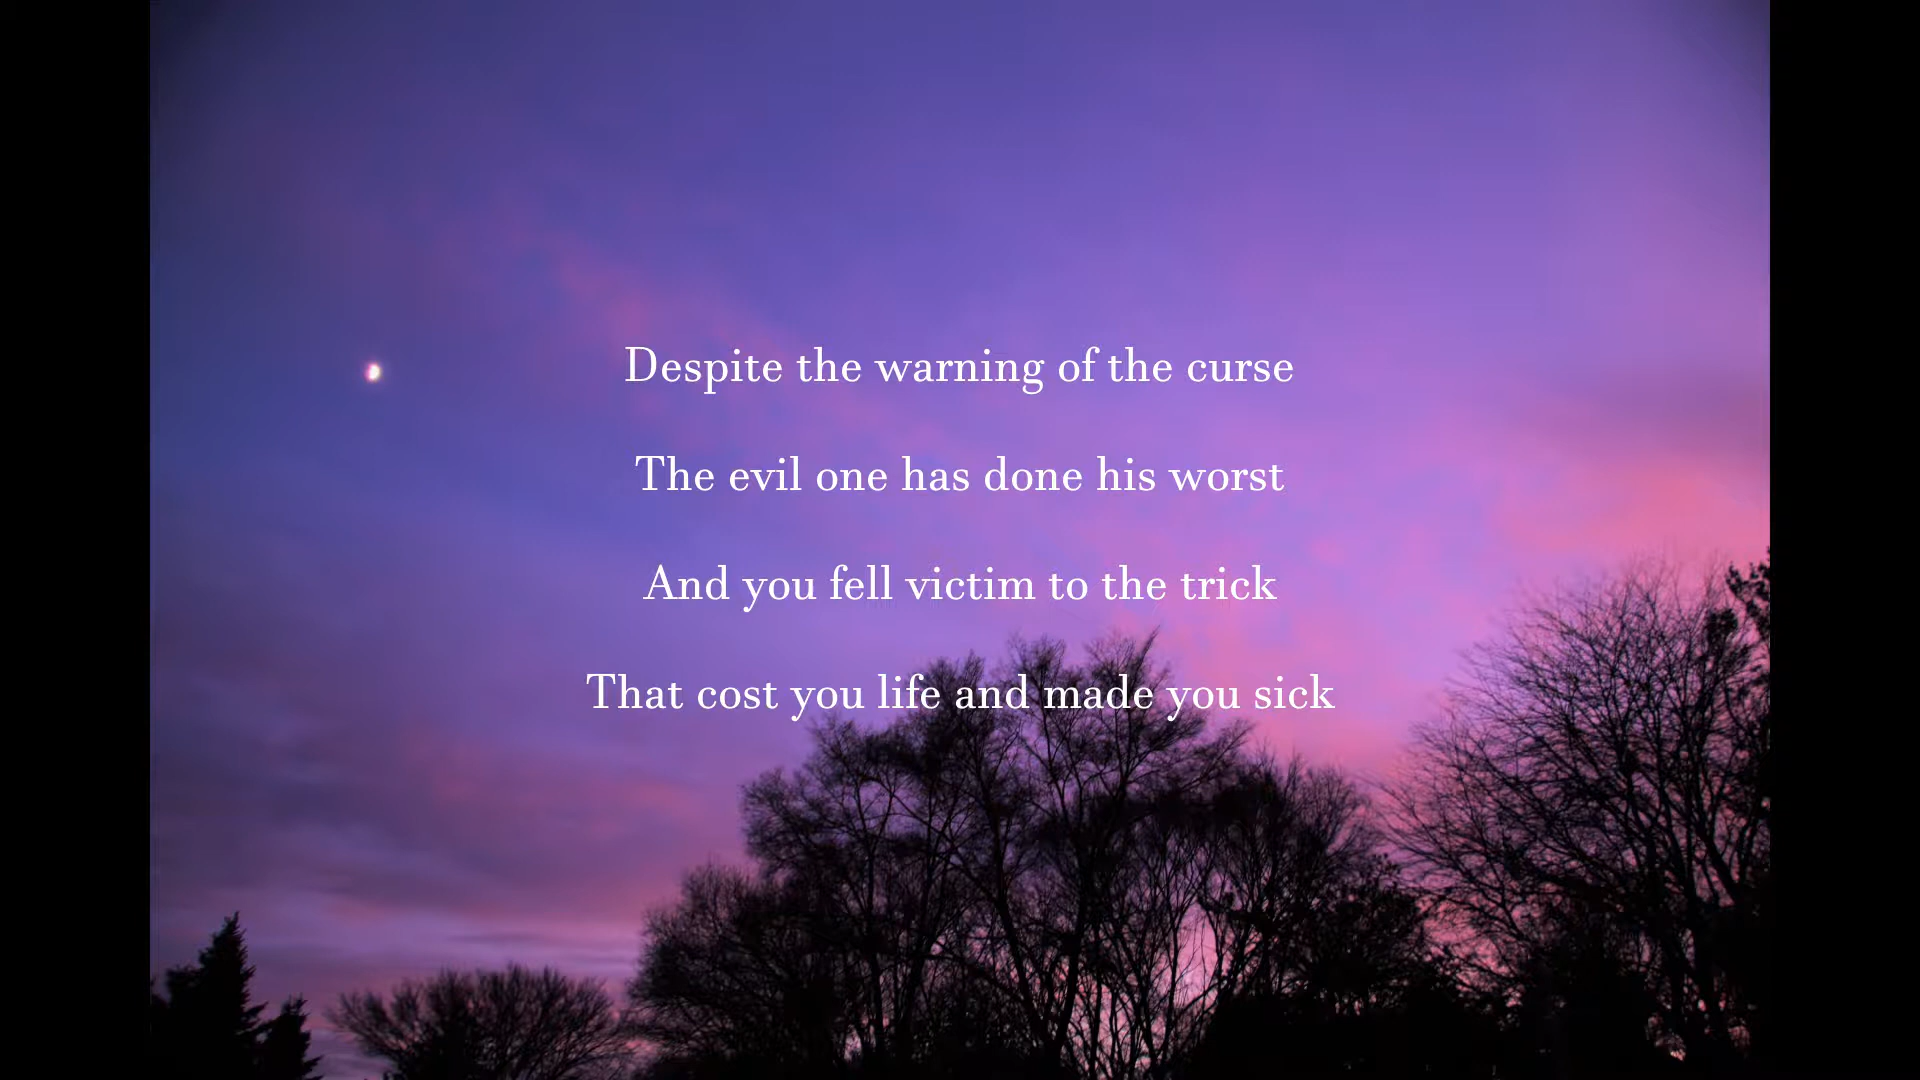 Despite the warning of the curse
The evil one has done his worst
And you fell victim to the trick
That cost you life and made you sick